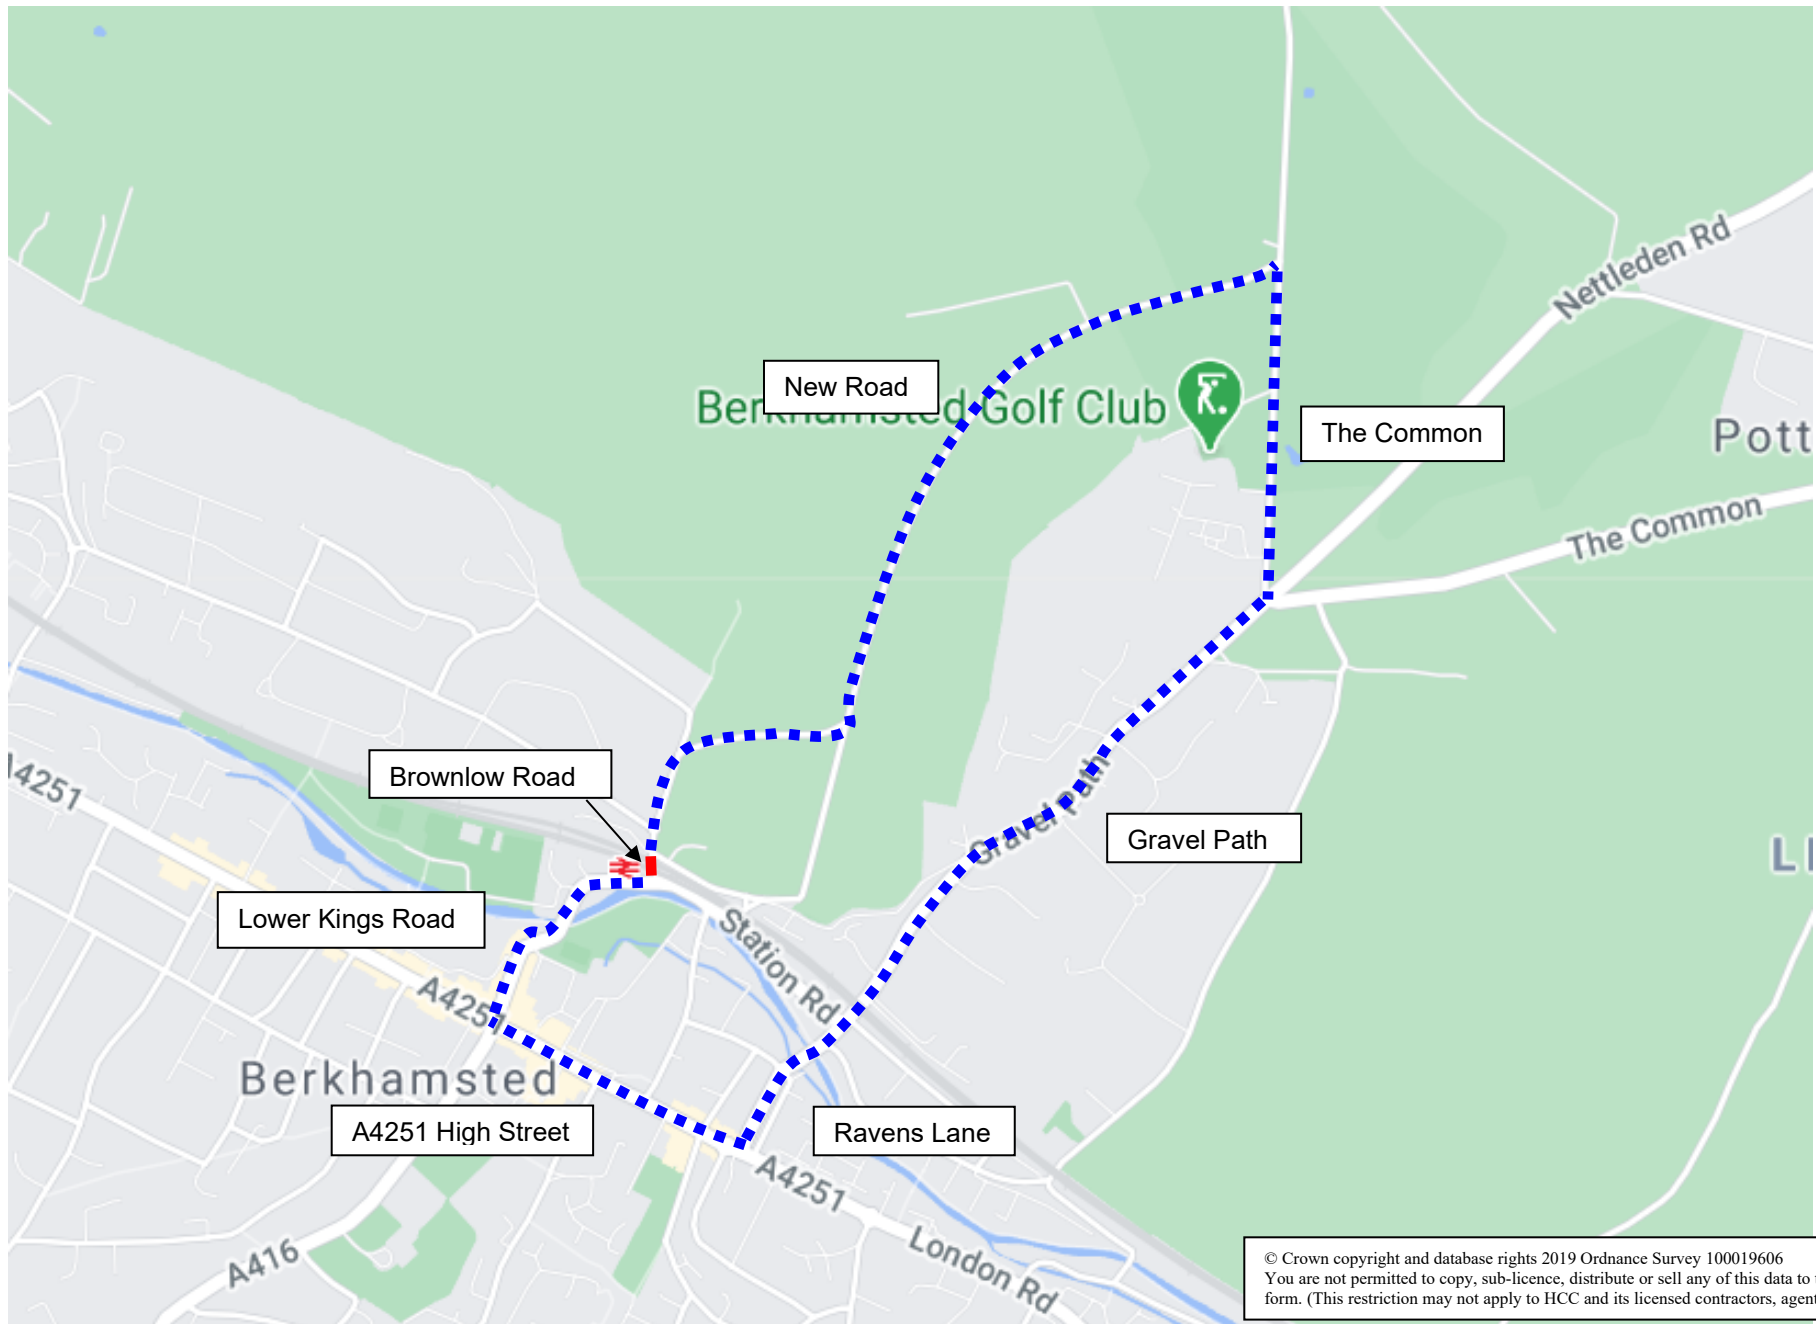 Nettleden Rd
New Road
Berkhamsted Golf Club
The Common
Pott
The Common
Brownlow Road
A4251
Gravel Path
Gravel Path
LI
Lower Kings Road
Station Rd
A4251
Berkhamsted
A4251 High Street
Ravens Lane
A4251
A416
London Rd
© Crown copyright and database rights 2019 Ordnance Survey 100019606
You are not permitted to copy, sub-licence, distribute or sell any of this data to
form. (This restriction may not apply to HCC and its licensed contractors, agent